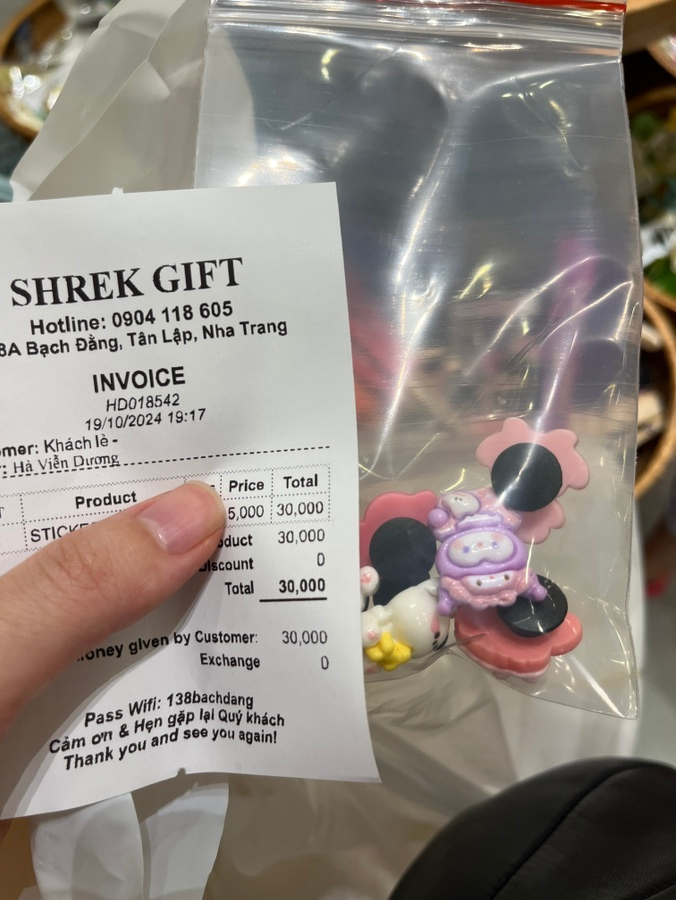 SHREK GIFT
Hotline: 0904 118 605
8A Bạch Đằng, Tân Lập, Nha Trang
INVOICE
HD018542
19/10/2024 19:17
omer: Khách lẻ -
: Hà Viễn Dương
Product Price Total
STICKE 5,000 30,000
duct 30,000
iscount 0
Total 30,000
oney given by Customer: 30,000
Exchange 0
Pass Wifi: 138bachdang
Cảm ơn & Hẹn gặp lại Quý khách
Thank you and see you again!